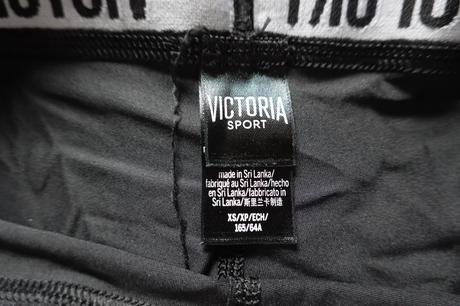 VICTORIA
SPORT
made in Sri Lanka/
fabriqué au Sri Lanka/hecho
en Sri Lanka/fabbricato in
Sri Lanka/斯里兰卡制造
XS/XP/ECH/
165/64A